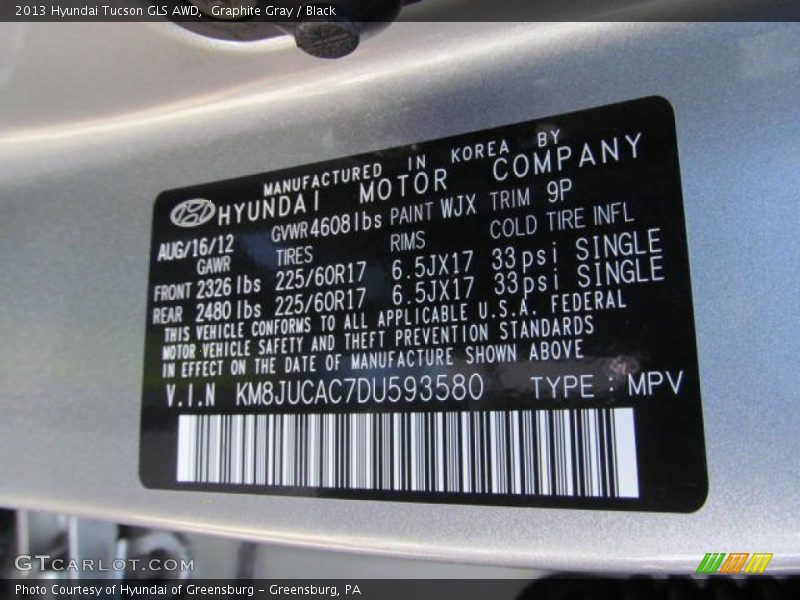 2013 Hyundai Tucson GLS AWD, Graphite Gray / Black
MANUFACTURED IN KOREA BY
HYUNDAI MOTOR COMPANY
AUG/16/12 GVWR 4608 lbs PAINT WJX TRIM 9P
GAWR TIRES RIMS COLD TIRE INFL
FRONT 2326 lbs 225/60R17 6.5JX17 33 psi SINGLE
REAR 2480 lbs 225/60R17 6.5JX17 33 psi SINGLE
THIS VEHICLE CONFORMS TO ALL APPLICABLE U.S.A. FEDERAL
MOTOR VEHICLE SAFETY AND THEFT PREVENTION STANDARDS
IN EFFECT ON THE DATE OF MANUFACTURE SHOWN ABOVE
V.I.N KM8JUCAC7DU593580 TYPE : MPV
GTCARLOT.COM
Photo Courtesy of Hyundai of Greensburg - Greensburg, PA